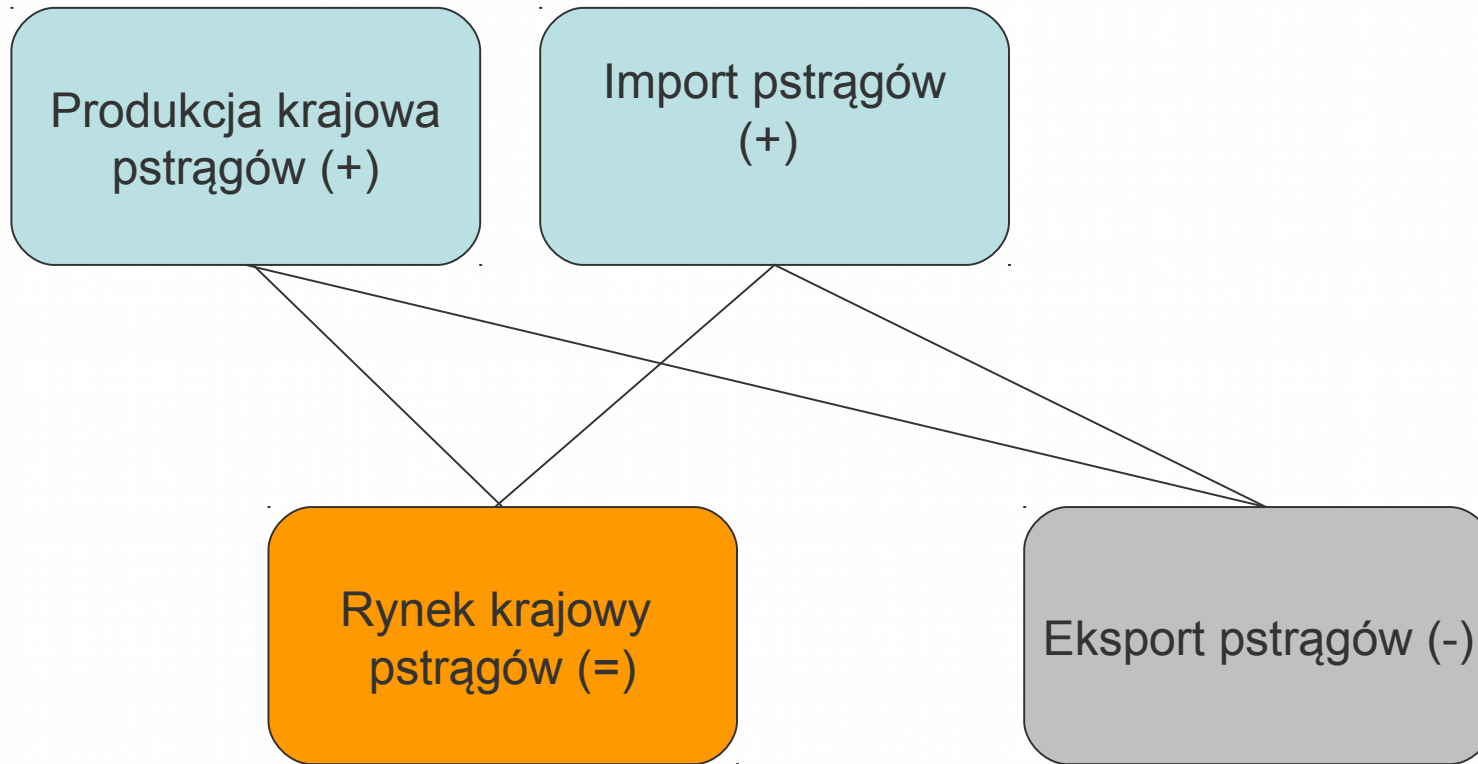 Produkcja krajowa
pstrągów (+)
Import pstrągów
(+)
Rynek krajowy
pstrągów (=)
Eksport pstrągów (-)